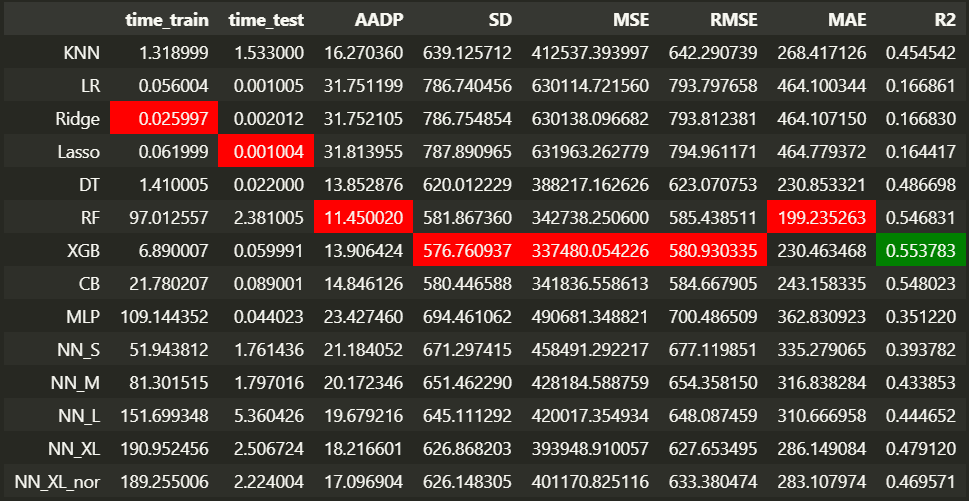 time_train time_test AADP SD MSE RMSE MAE R2
KNN 1.318999 1.533000 16.270360 639.125712 412537.393997 642.290739 268.417126 0.454542
LR 0.056004 0.001005 31.751199 786.740456 630114.721560 793.797658 464.100344 0.166861
Ridge 0.025997 0.002012 31.752105 786.754854 630138.096682 793.812381 464.107150 0.166830
Lasso 0.061999 0.001004 31.813955 787.890965 631963.262779 794.961171 464.779372 0.164417
DT 1.410005 0.022000 13.852876 620.012229 388217.162626 623.070753 230.853321 0.486698
RF 97.012557 2.381005 11.450020 581.867360 342738.250600 585.438511 199.235263 0.546831
XGB 6.890007 0.059991 13.906424 576.760937 337480.054226 580.930335 230.463468 0.553783
CB 21.780207 0.089001 14.846126 580.446588 341836.558613 584.667905 243.158335 0.548023
MLP 109.144352 0.044023 23.427460 694.461062 490681.348821 700.486509 362.830923 0.351220
NN_S 51.943812 1.761436 21.184052 671.297415 458491.292217 677.119851 335.279065 0.393782
NN_M 81.301515 1.797016 20.172346 651.462290 428184.588759 654.358150 316.838284 0.433853
NN_L 151.699348 5.360426 19.679216 645.111292 420017.354934 648.087459 310.666958 0.444652
NN_XL 190.952456 2.506724 18.216601 626.868203 393948.910057 627.653495 286.149084 0.479120
NN_XL_nor 189.255006 2.224004 17.096904 626.148305 401170.825116 633.380474 283.107974 0.469571